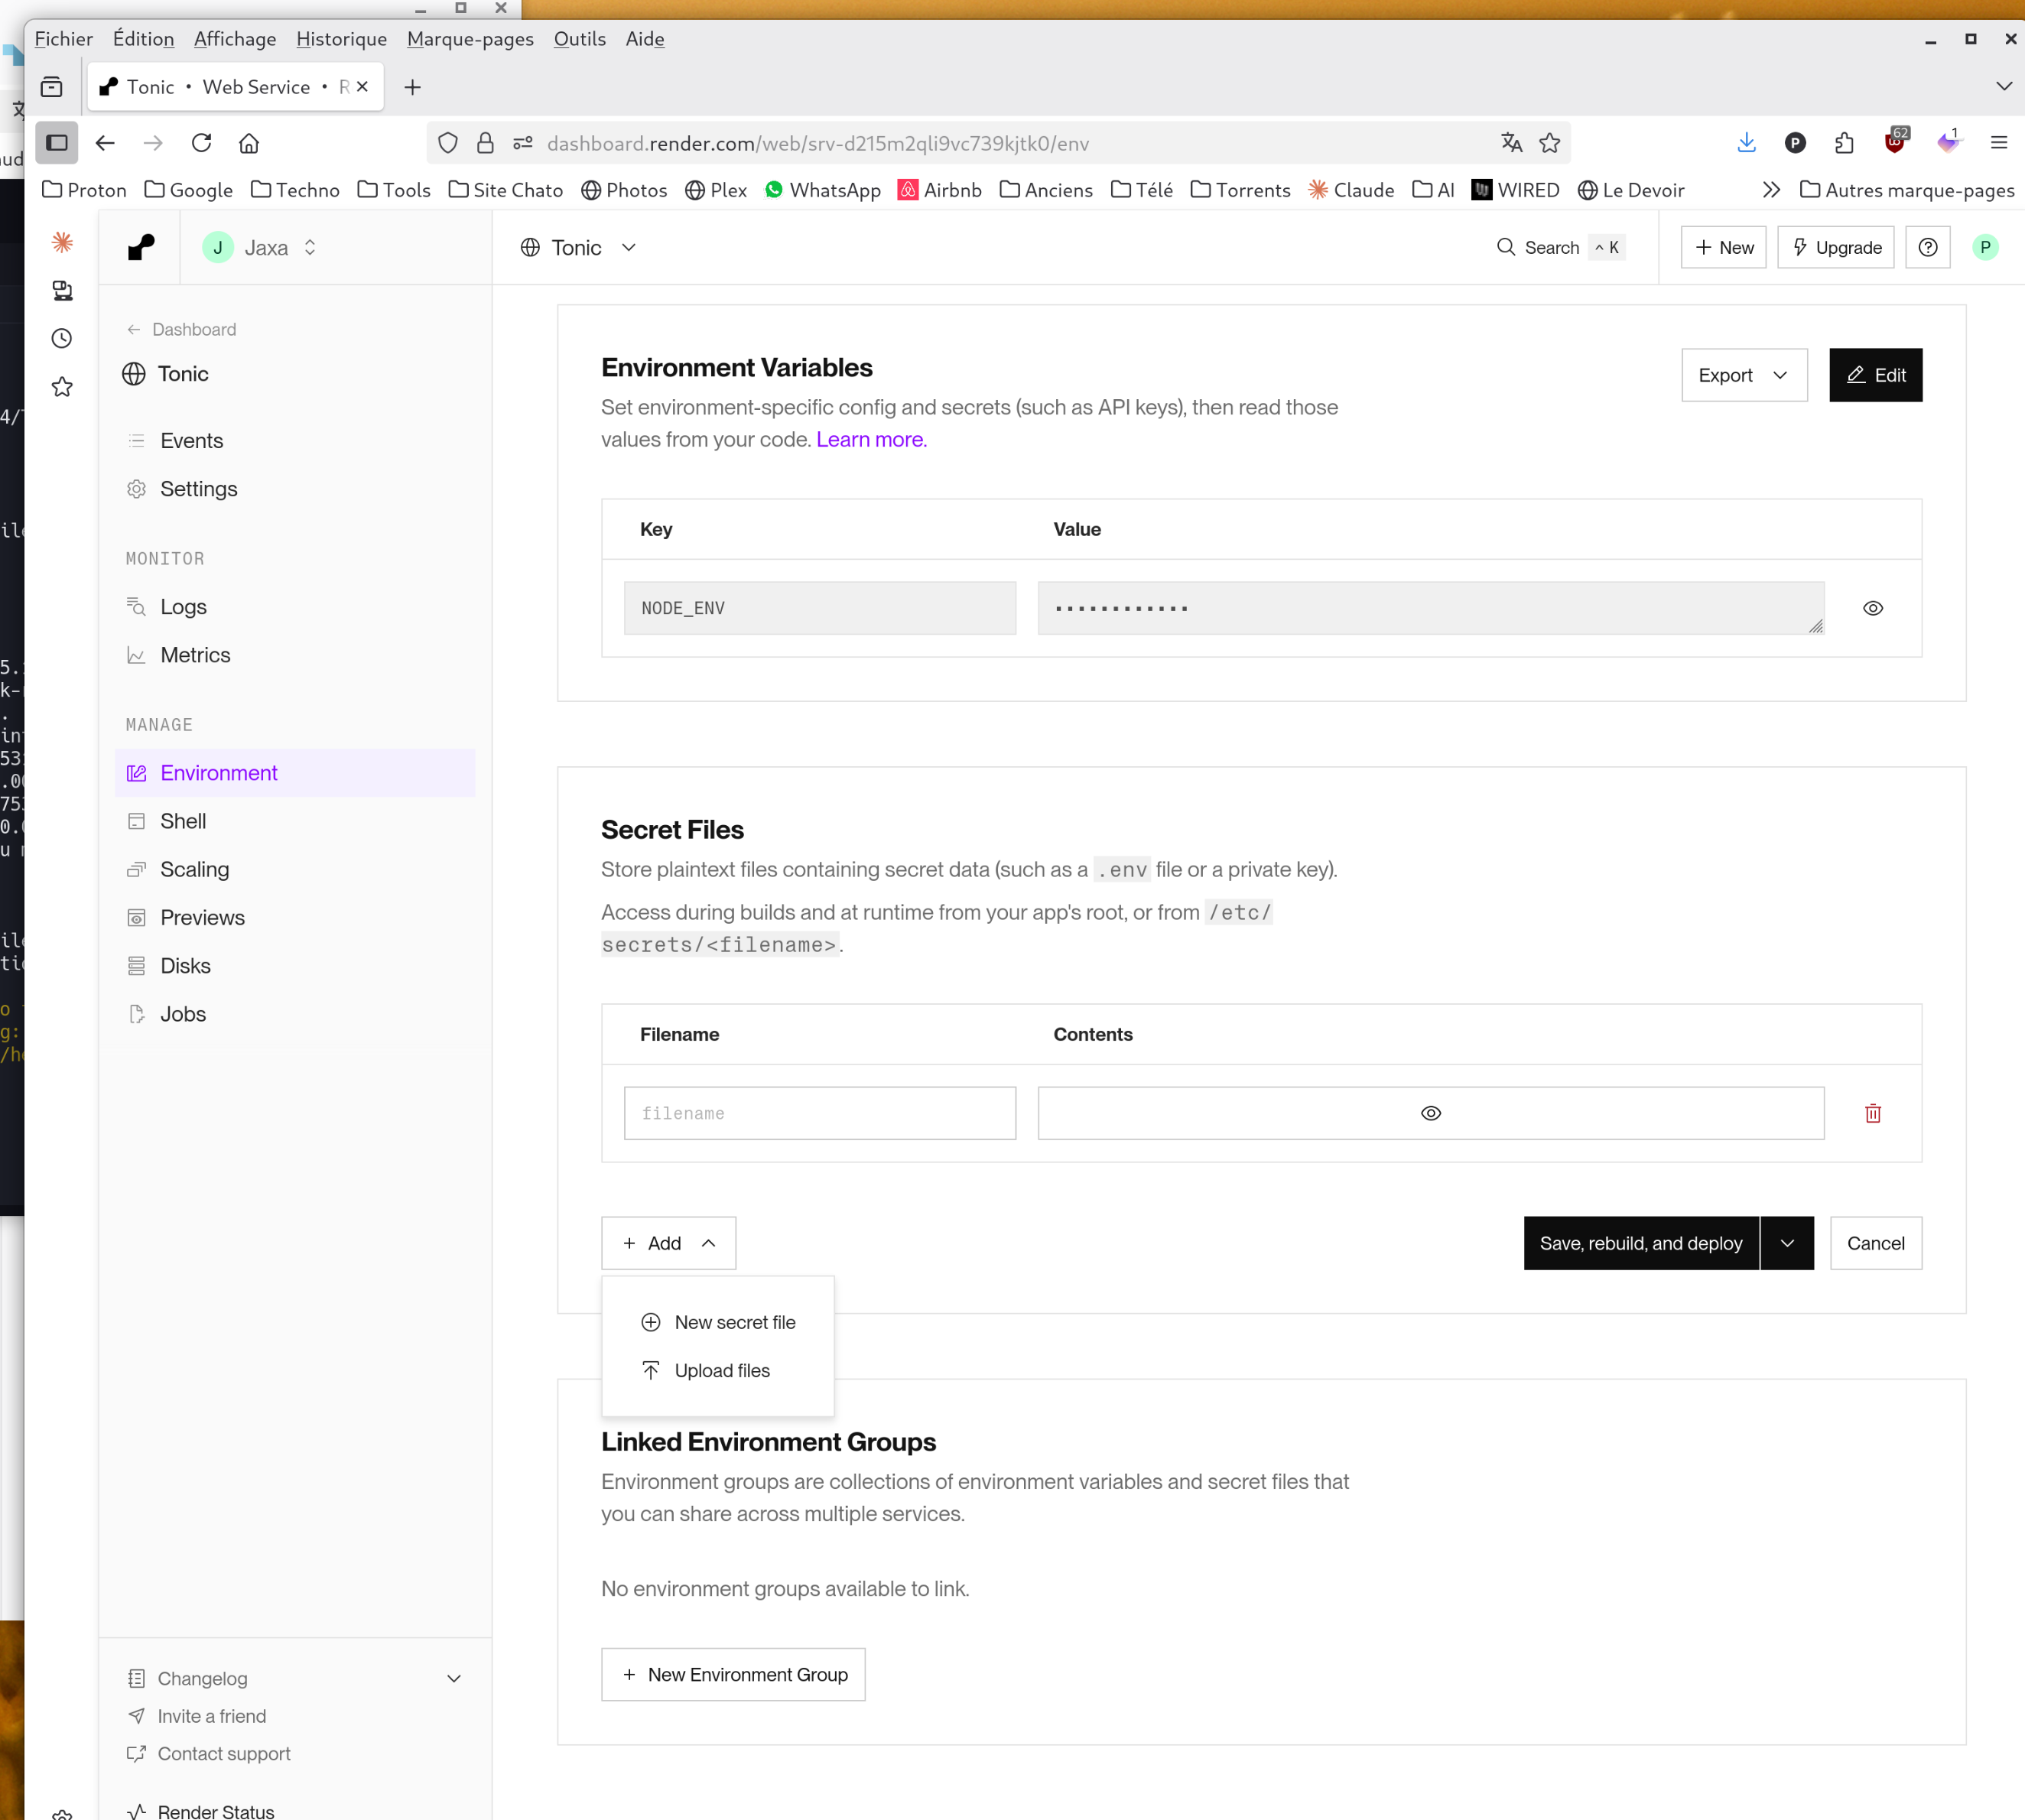 Fichier Édition Affichage Historique Marque-pages Outils Aide
Tonic • Web Service • R
dashboard.render.com/web/srv-d215m2qli9vc739kjtk0/env
P
62
1
Proton Google Techno Tools Site Chato Photos Plex WhatsApp Airbnb Anciens Télé Torrents Claude AI WIRED Le Devoir Autres marque-pages
J Jaxa
Tonic
Search ^ K
+ New
Upgrade
P
Dashboard
Tonic
Events
Settings
MONITOR
Logs
Metrics
MANAGE
Environment
Shell
Scaling
Previews
Disks
Jobs
Changelog
Invite a friend
Contact support
Render Status
Environment Variables
Export
Edit
Set environment-specific config and secrets (such as API keys), then read those
values from your code. Learn more.
Key Value
NODE_ENV ············
Secret Files
Store plaintext files containing secret data (such as a .env file or a private key).
Access during builds and at runtime from your app's root, or from /etc/
secrets/<filename>.
Filename Contents
filename
+ Add
Save, rebuild, and deploy
Cancel
New secret file
Upload files
Linked Environment Groups
Environment groups are collections of environment variables and secret files that
you can share across multiple services.
No environment groups available to link.
+ New Environment Group